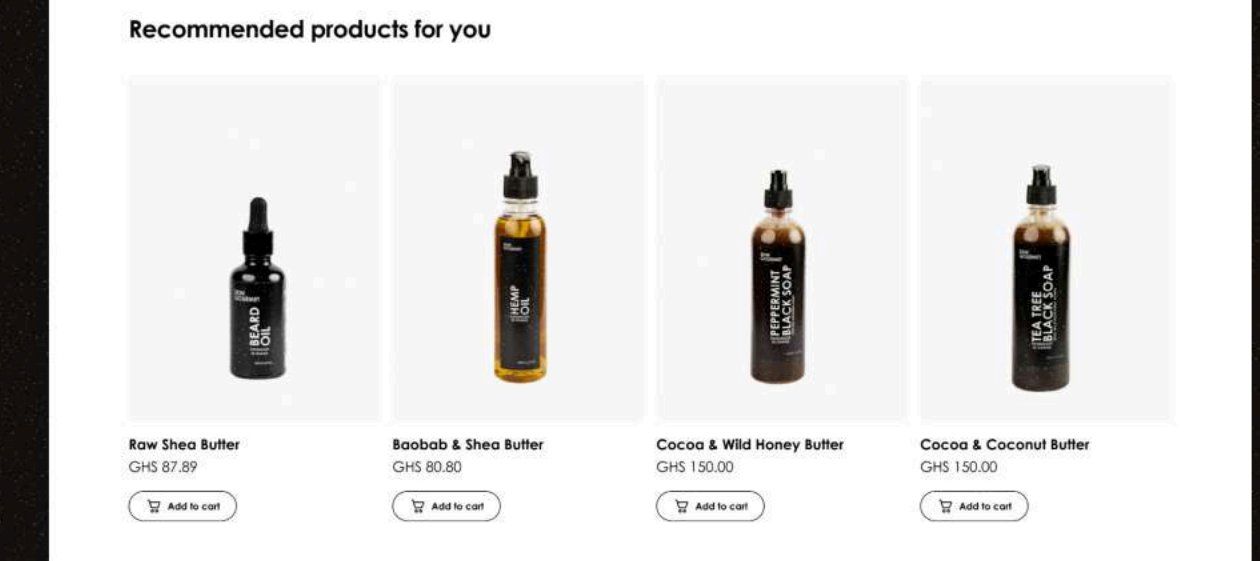 Recommended products for you
BEARD
OIL
HEMP
OIL
PEPPERMINT
BLACK SOAP
TEA TREE
BLACK SOAP
Raw Shea Butter
Baobab & Shea Butter
Cocoa & Wild Honey Butter
Cocoa & Coconut Butter
GHS 87.89
GHS 80.80
GHS 150.00
GHS 150.00
Add to cart
Add to cart
Add to cart
Add to cart